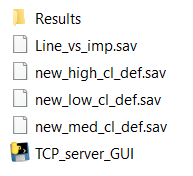 Results
Line_vs_imp.sav
new_high_cl_def.sav
new_low_cl_def.sav
new_med_cl_def.sav
TCP_server_GUI